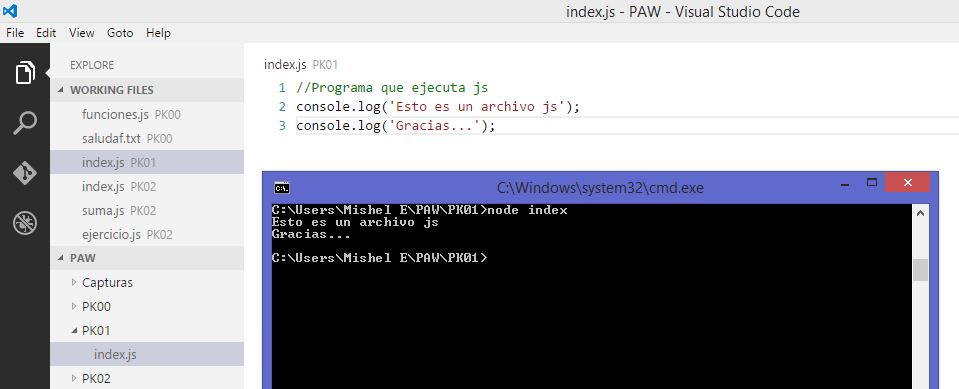 index.js - PAW - Visual Studio Code
File Edit View Goto Help
EXPLORE
WORKING FILES
funciones.js PK00
saludaf.txt PK00
index.js PK01
index.js PK02
suma.js PK02
ejercicio.js PK02
PAW
Capturas
PK00
PK01
index.js
PK02
index.js PK01
1 //Programa que ejecuta js
2 console.log('Esto es un archivo js');
3 console.log('Gracias...');
C:\Windows\system32\cmd.exe
C:\Users\Mishel E\PAW\PK01>node index
Esto es un archivo js
Gracias...
C:\Users\Mishel E\PAW\PK01>